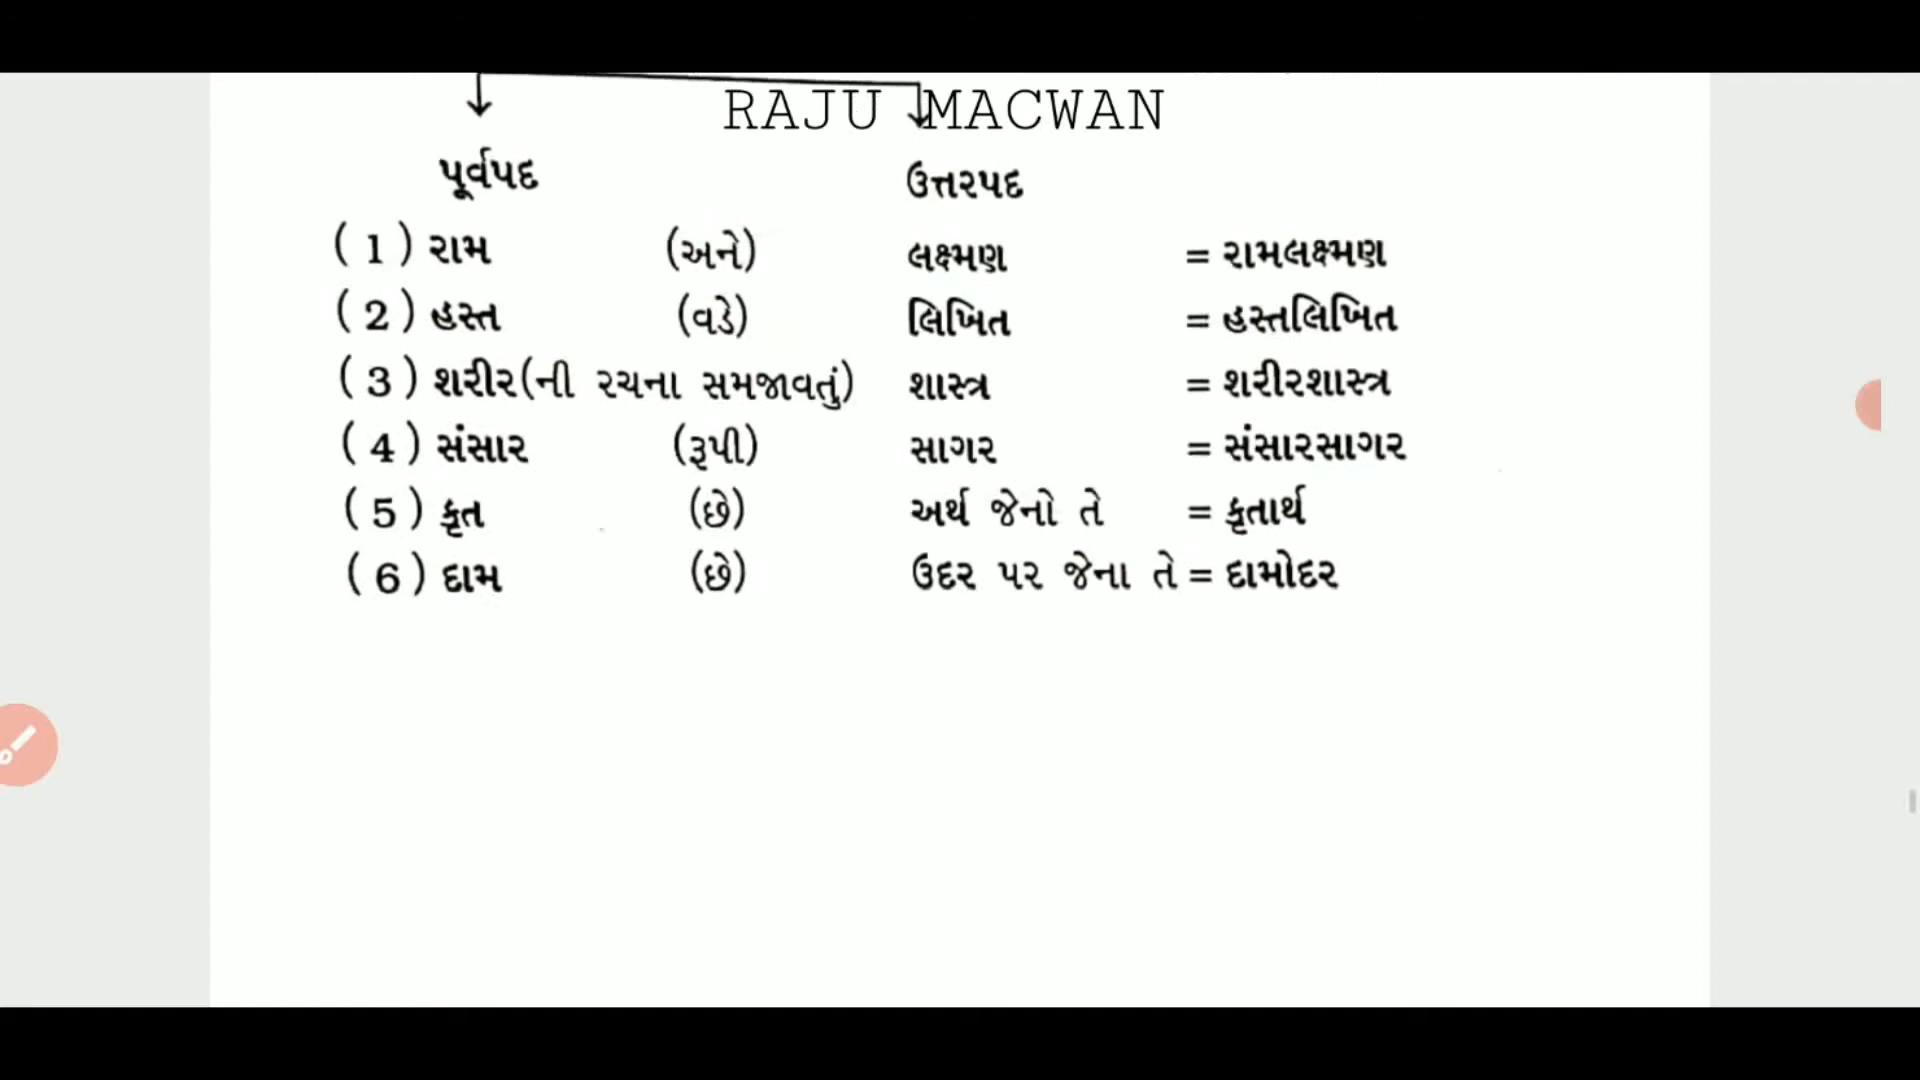 RAJU MACWAN
પૂર્વપદ ઉત્તરપદ
( 1 ) રામ (અને) લક્ષ્મણ = રામલક્ષ્મણ
( 2 ) હસ્ત (વડે) લિખિત = હસ્તલિખિત
( 3 ) શરીર(ની રચના સમજાવતું) શાસ્ત્ર = શરીરશાસ્ત્ર
( 4 ) સંસાર (રૂપી) સાગર = સંસારસાગર
( 5 ) કૃત (છે) અર્થ જેનો તે = કૃતાર્થ
( 6 ) દામ (છે) ઉદર પર જેના તે = દામોદર